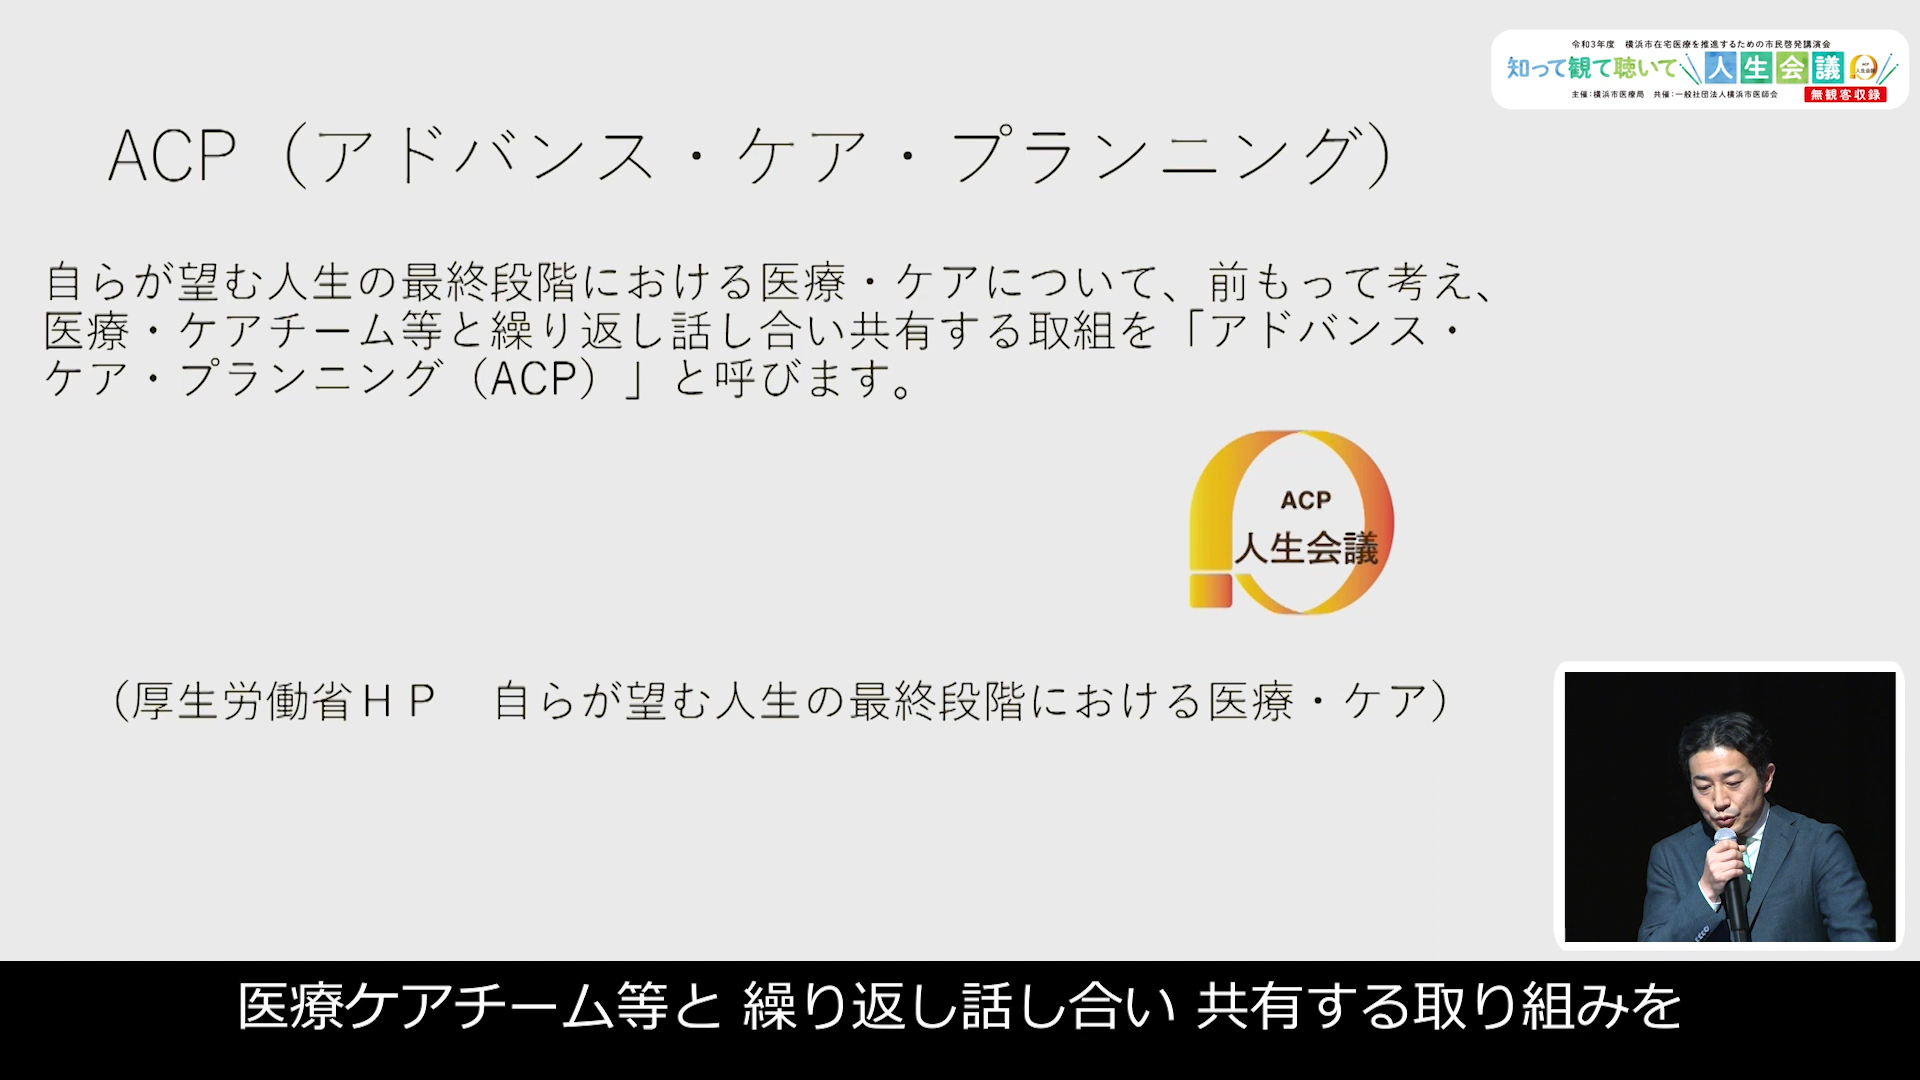 令和3年度　横浜市在宅医療を推進するための市民啓発講演会
知って観て聴いて 人生会議
ACP
人生会議
主催：横浜市医療局　共催：一般社団法人横浜市医師会
無観客収録
ACP（アドバンス・ケア・プランニング）
自らが望む人生の最終段階における医療・ケアについて、前もって考え、
医療・ケアチーム等と繰り返し話し合い共有する取組を「アドバンス・
ケア・プランニング（ACP）」と呼びます。
ACP
人生会議
（厚生労働省ＨＰ　自らが望む人生の最終段階における医療・ケア）
医療ケアチーム等と 繰り返し話し合い 共有する取り組みを